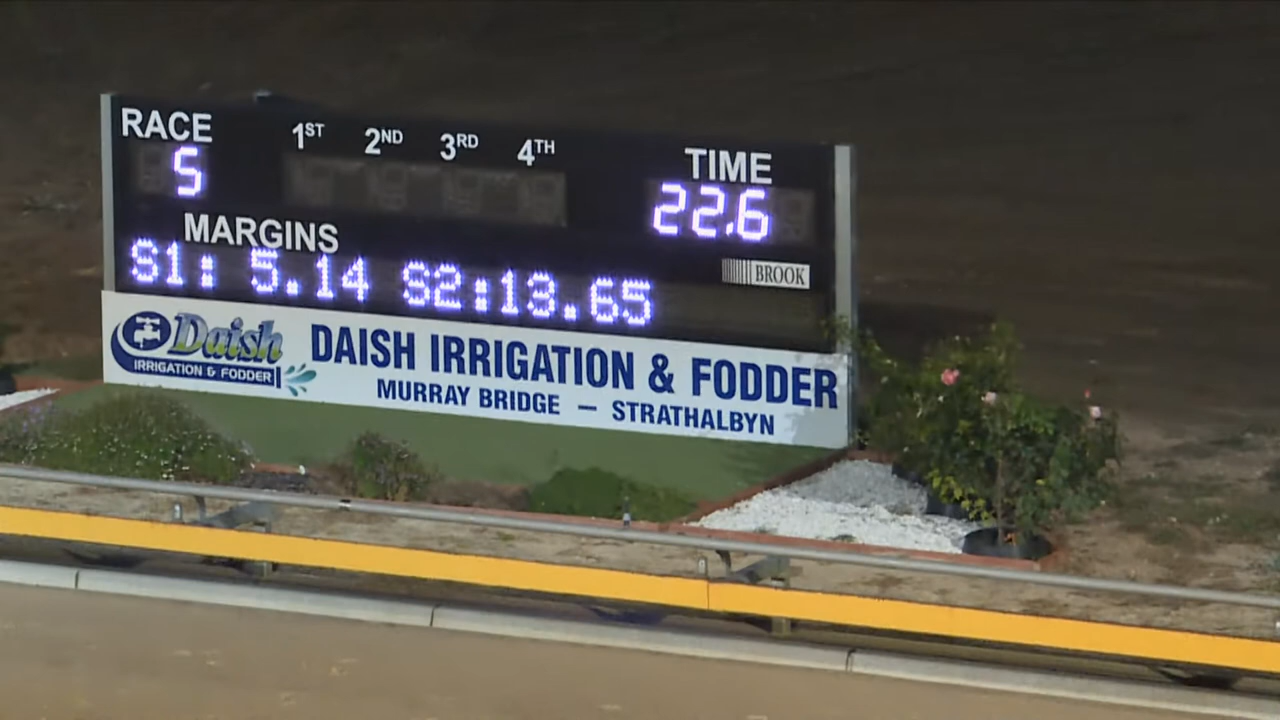 RACE 1ST 2ND 3RD 4TH TIME
5 22.6
MARGINS
S1: 5.14 S2:13.65
BROOK
Daish
IRRIGATION & FODDER
DAISH IRRIGATION & FODDER
MURRAY BRIDGE – STRATHALBYN